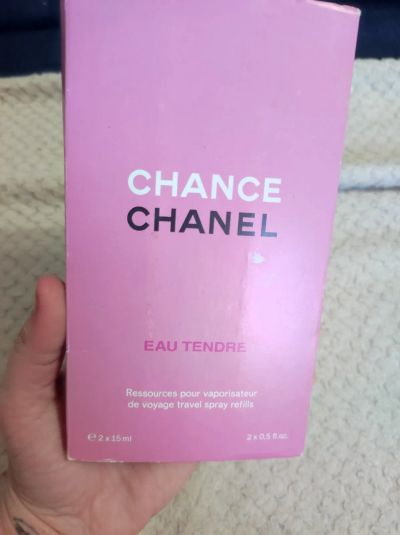 CHANCE
CHANEL
EAU TENDRE
Ressources pour vaporisateur
de voyage travel spray refills
℮ 2 x 15 ml 2 x 0.5 fl. oz.